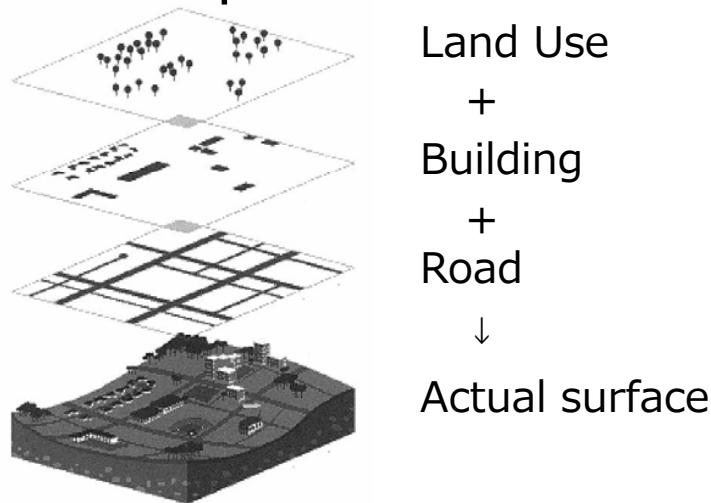 Land Use
+
Building
+
Road
↓
Actual surface